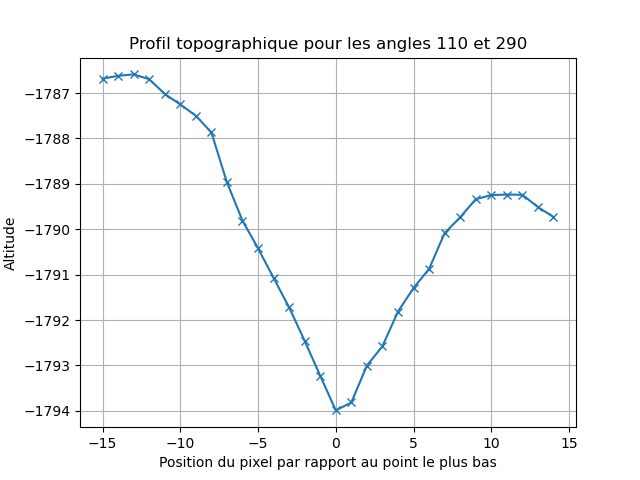 Profil topographique pour les angles 110 et 290
Altitude
−1787
−1788
−1789
−1790
−1791
−1792
−1793
−1794
−15 −10 −5 0 5 10 15
Position du pixel par rapport au point le plus bas